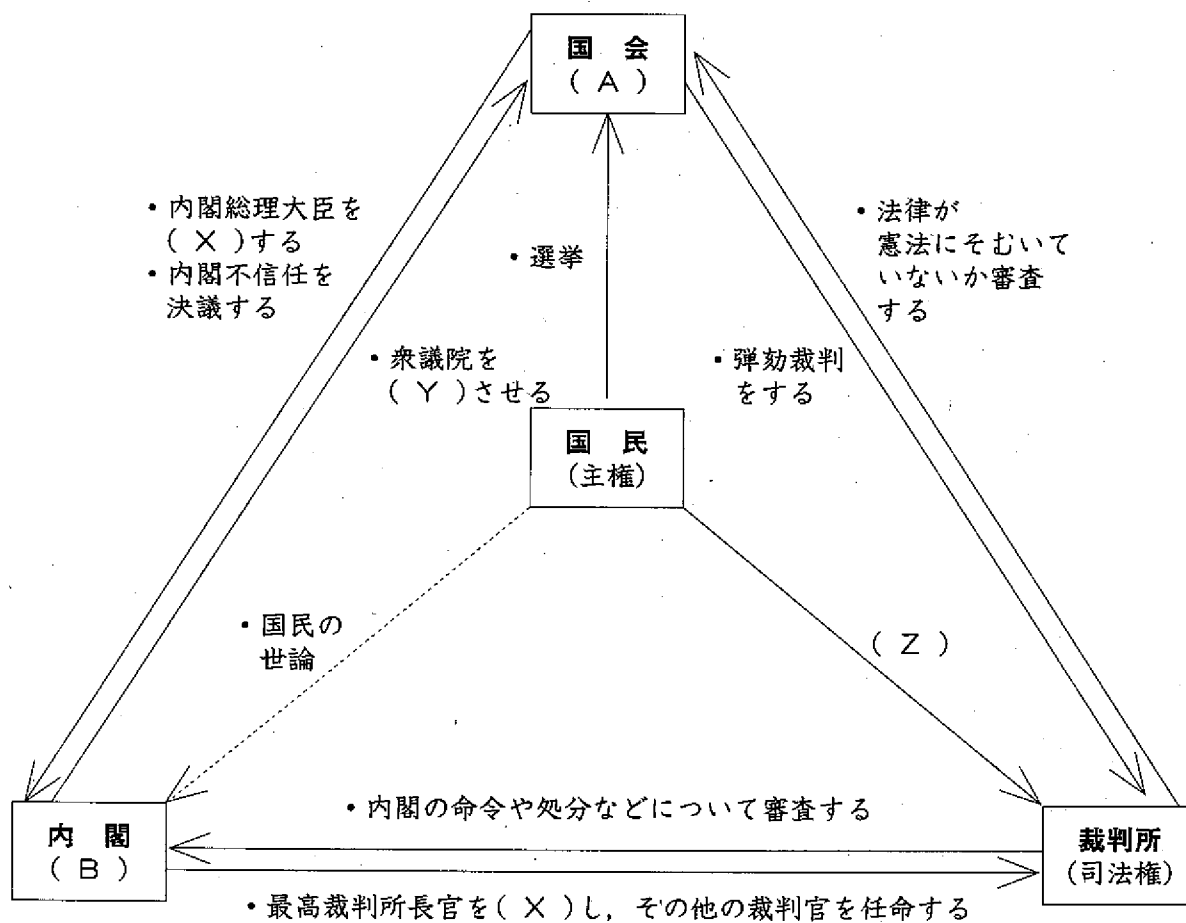 国 会
( A )
・内閣総理大臣を
( X )する
・内閣不信任を
決議する
・選挙
・法律が
憲法にそむいて
いないか審査
する
・衆議院を
( Y )させる
・弾劾裁判
をする
国 民
(主権)
・国民の
世論
( Z )
・内閣の命令や処分などについて審査する
内 閣
( B )
裁判所
(司法権)
・最高裁判所長官を( X )し，その他の裁判官を任命する